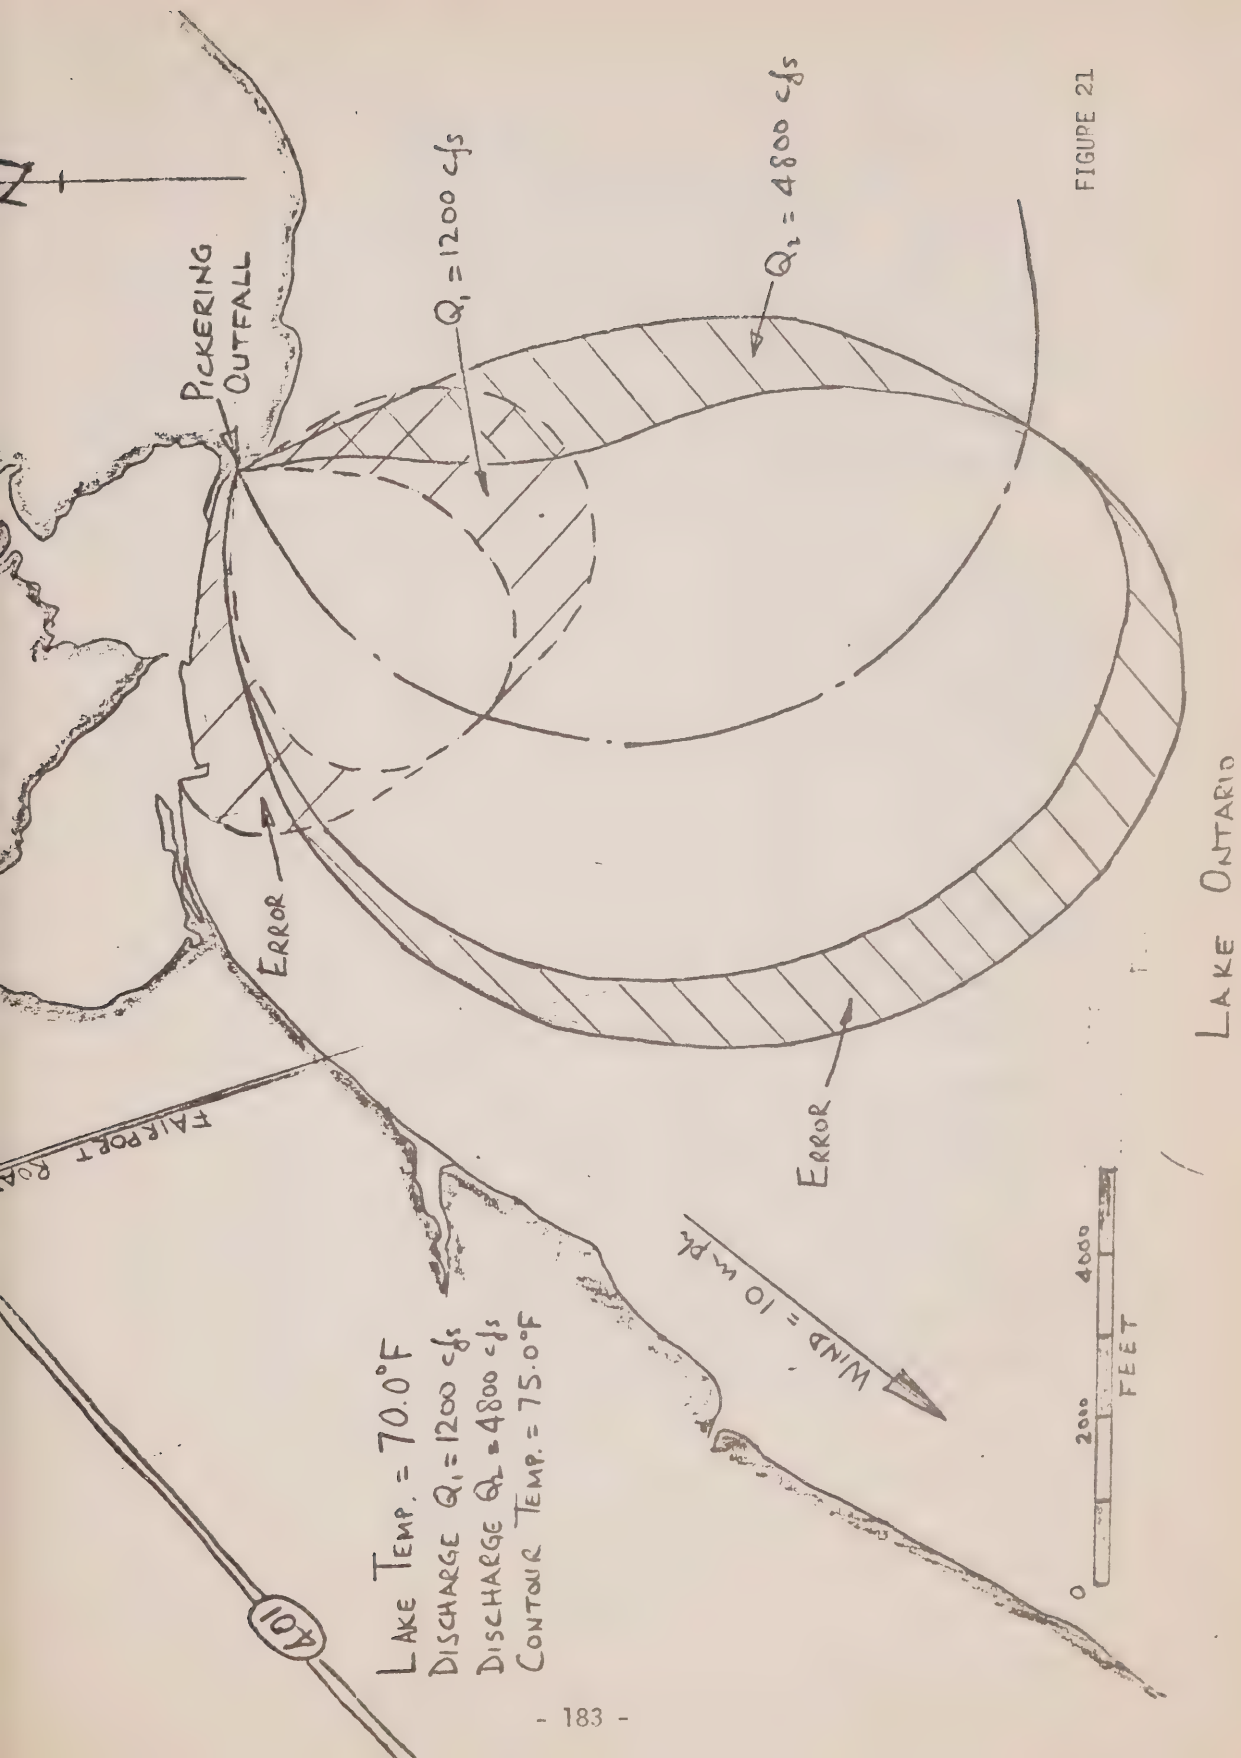 N
PICKERING
OUTFALL
Q₁ = 1200 cfs
Q₂ = 4800 cfs
ERROR
ERROR
FAIRPORT
401
LAKE TEMP. = 70.0°F
DISCHARGE Q₁ = 1200 cfs
DISCHARGE Q₂ = 4800 cfs
CONTOUR TEMP. = 75.0°F
WIND = 10 mph
0 2000 4000
FEET
LAKE ONTARIO
FIGURE 21
- 183 -